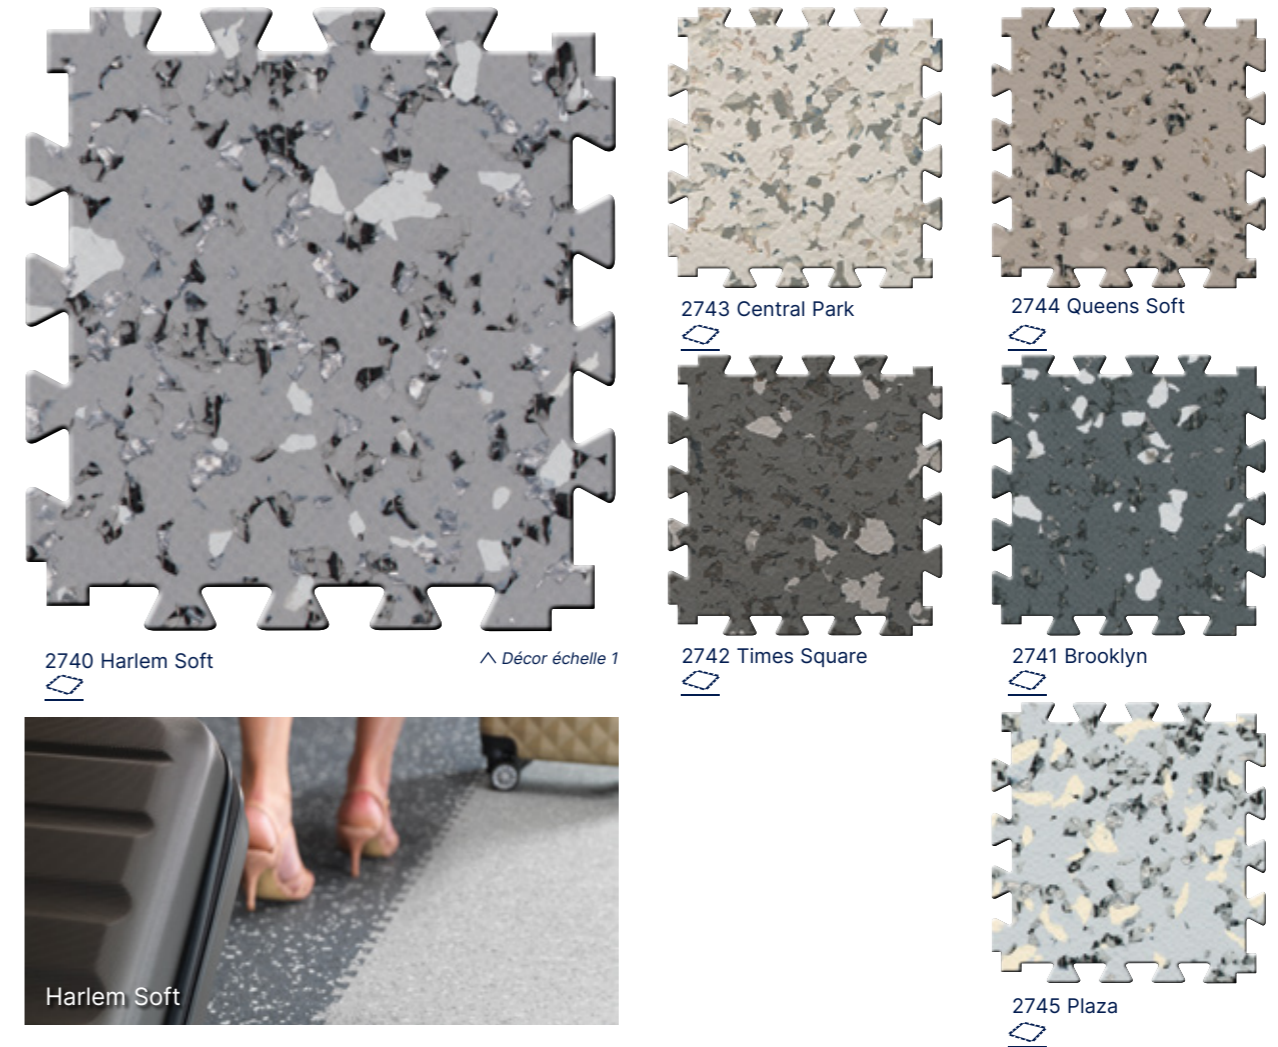 2743 Central Park
2744 Queens Soft
2740 Harlem Soft
Décor échelle 1
2742 Times Square
2741 Brooklyn
Harlem Soft
2745 Plaza